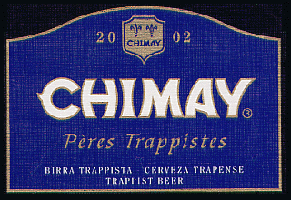 20 02
CHIMAY
CHIMAY®
Pères Trappistes
BIRRA TRAPPISTA - CERVEZA TRAPENSE
TRAPPIST BEER